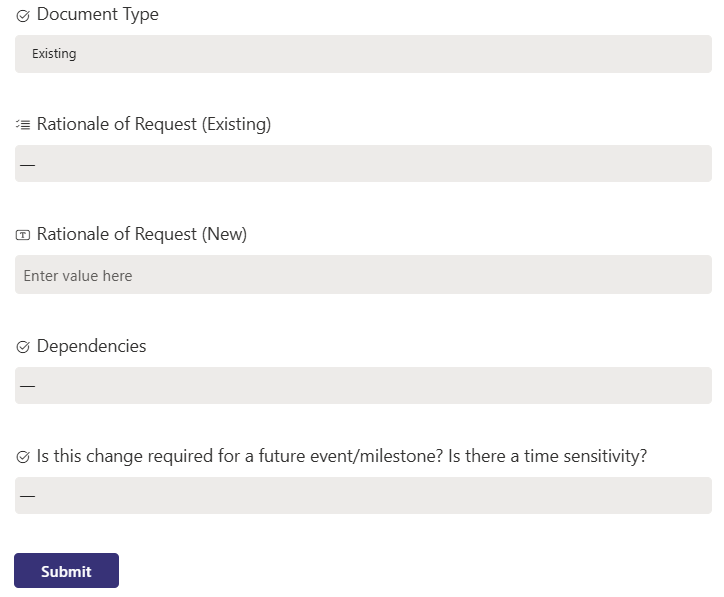 Document Type
Existing
Rationale of Request (Existing)
—
Rationale of Request (New)
Enter value here
Dependencies
—
Is this change required for a future event/milestone? Is there a time sensitivity?
—
Submit